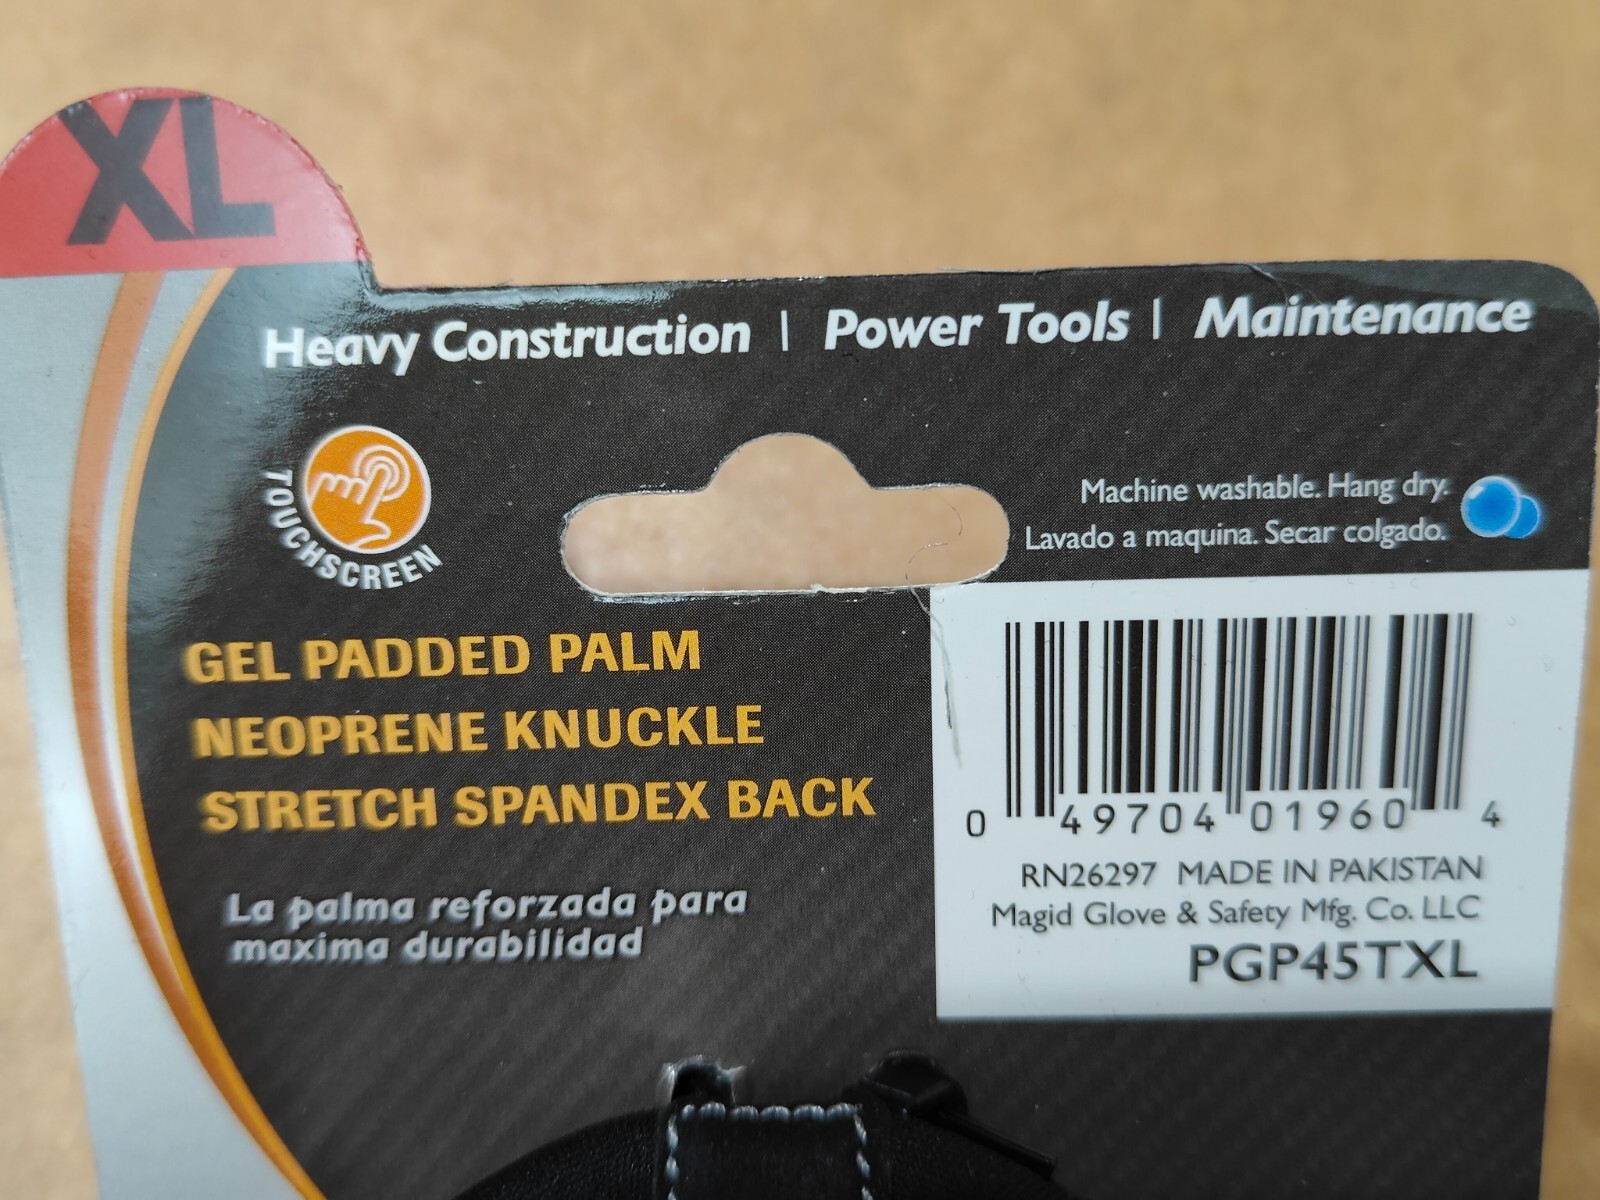 XL
Heavy Construction | Power Tools | Maintenance
TOUCHSCREEN
Machine washable. Hang dry.
Lavado a maquina. Secar colgado.
GEL PADDED PALM
NEOPRENE KNUCKLE
STRETCH SPANDEX BACK
La palma reforzada para
maxima durabilidad
0 49704 01960 4
RN26297 MADE IN PAKISTAN
Magid Glove & Safety Mfg. Co. LLC
PGP45TXL